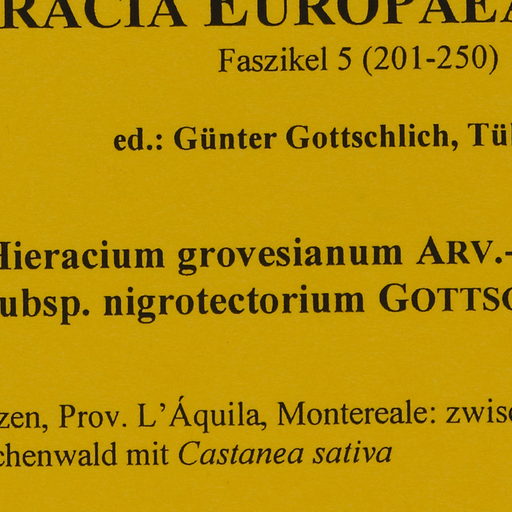 RACIA EUROPAEA
Faszikel 5 (201-250)
ed.: Günter Gottschlich, Tü
Hieracium grovesianum ARV.-
ubsp. nigrotectorium GOTTSC
zen, Prov. L’Áquila, Montereale: zwisc
chenwald mit Castanea sativa